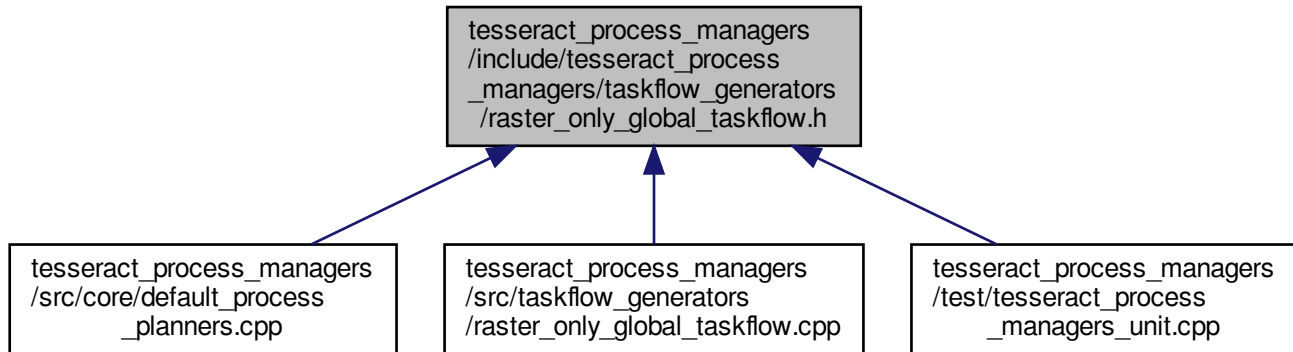 tesseract_process_managers
/include/tesseract_process
_managers/taskflow_generators
/raster_only_global_taskflow.h
tesseract_process_managers
/src/core/default_process
_planners.cpp
tesseract_process_managers
/src/taskflow_generators
/raster_only_global_taskflow.cpp
tesseract_process_managers
/test/tesseract_process
_managers_unit.cpp